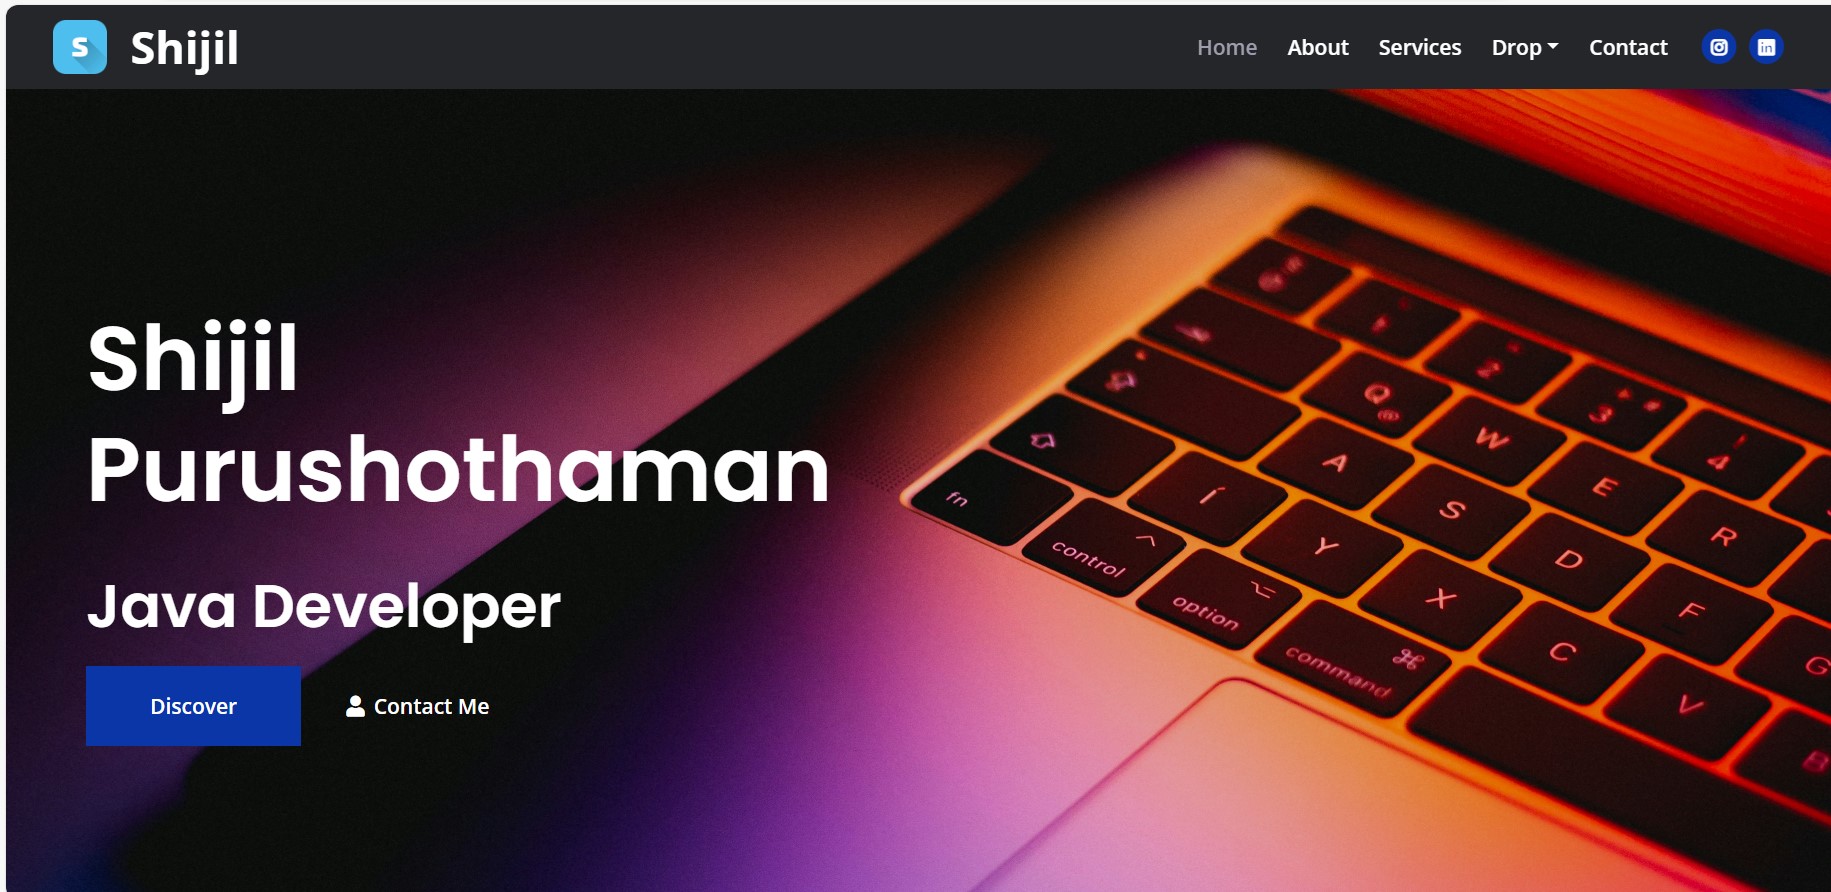 S Shijil
Home About Services Drop Contact in
Shijil
Purushothaman
Java Developer
Discover Contact Me
2
3
4
Q @
W
E
R
A
S
D
F
G
fn
control
option
command
Í
Y
X
C
V
B